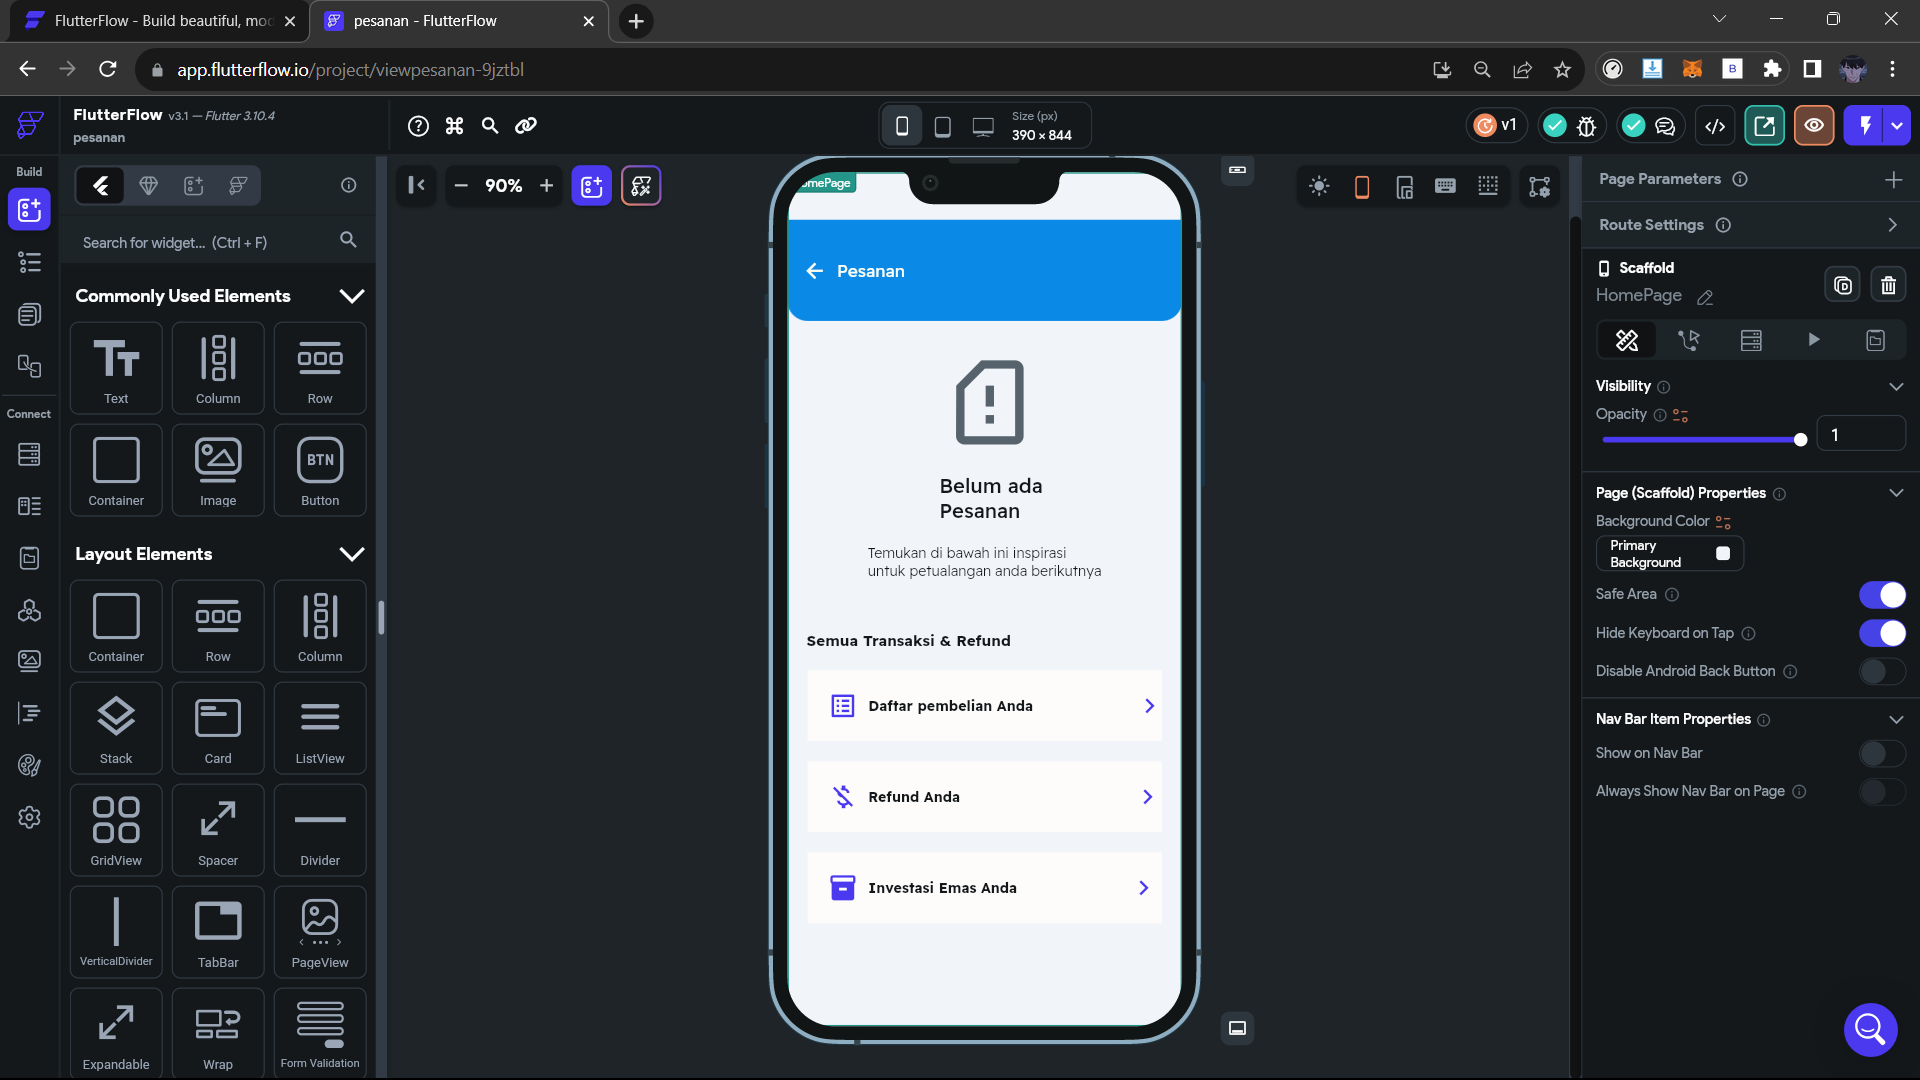 FlutterFlow - Build beautiful, mod
pesanan - FlutterFlow
app.flutterflow.io/project/viewpesanan-9jztbl
B
FlutterFlow v3.1 — Flutter 3.10.4
pesanan
Size (px)
390 × 844
v1
Build
Connect
90%
Search for widget... (Ctrl + F)
Commonly Used Elements
Text
Column
Row
Container
Image
BTN
Button
Layout Elements
Container
Row
Column
Stack
Card
ListView
GridView
Spacer
Divider
VerticalDivider
TabBar
PageView
Expandable
Wrap
Form Validation
omePage
Pesanan
Belum ada
Pesanan
Temukan di bawah ini inspirasi
untuk petualangan anda berikutnya
Semua Transaksi & Refund
Daftar pembelian Anda
Refund Anda
Investasi Emas Anda
Page Parameters
Route Settings
Scaffold
HomePage
Visibility
Opacity
1
Page (Scaffold) Properties
Background Color
Primary
Background
Safe Area
Hide Keyboard on Tap
Disable Android Back Button
Nav Bar Item Properties
Show on Nav Bar
Always Show Nav Bar on Page